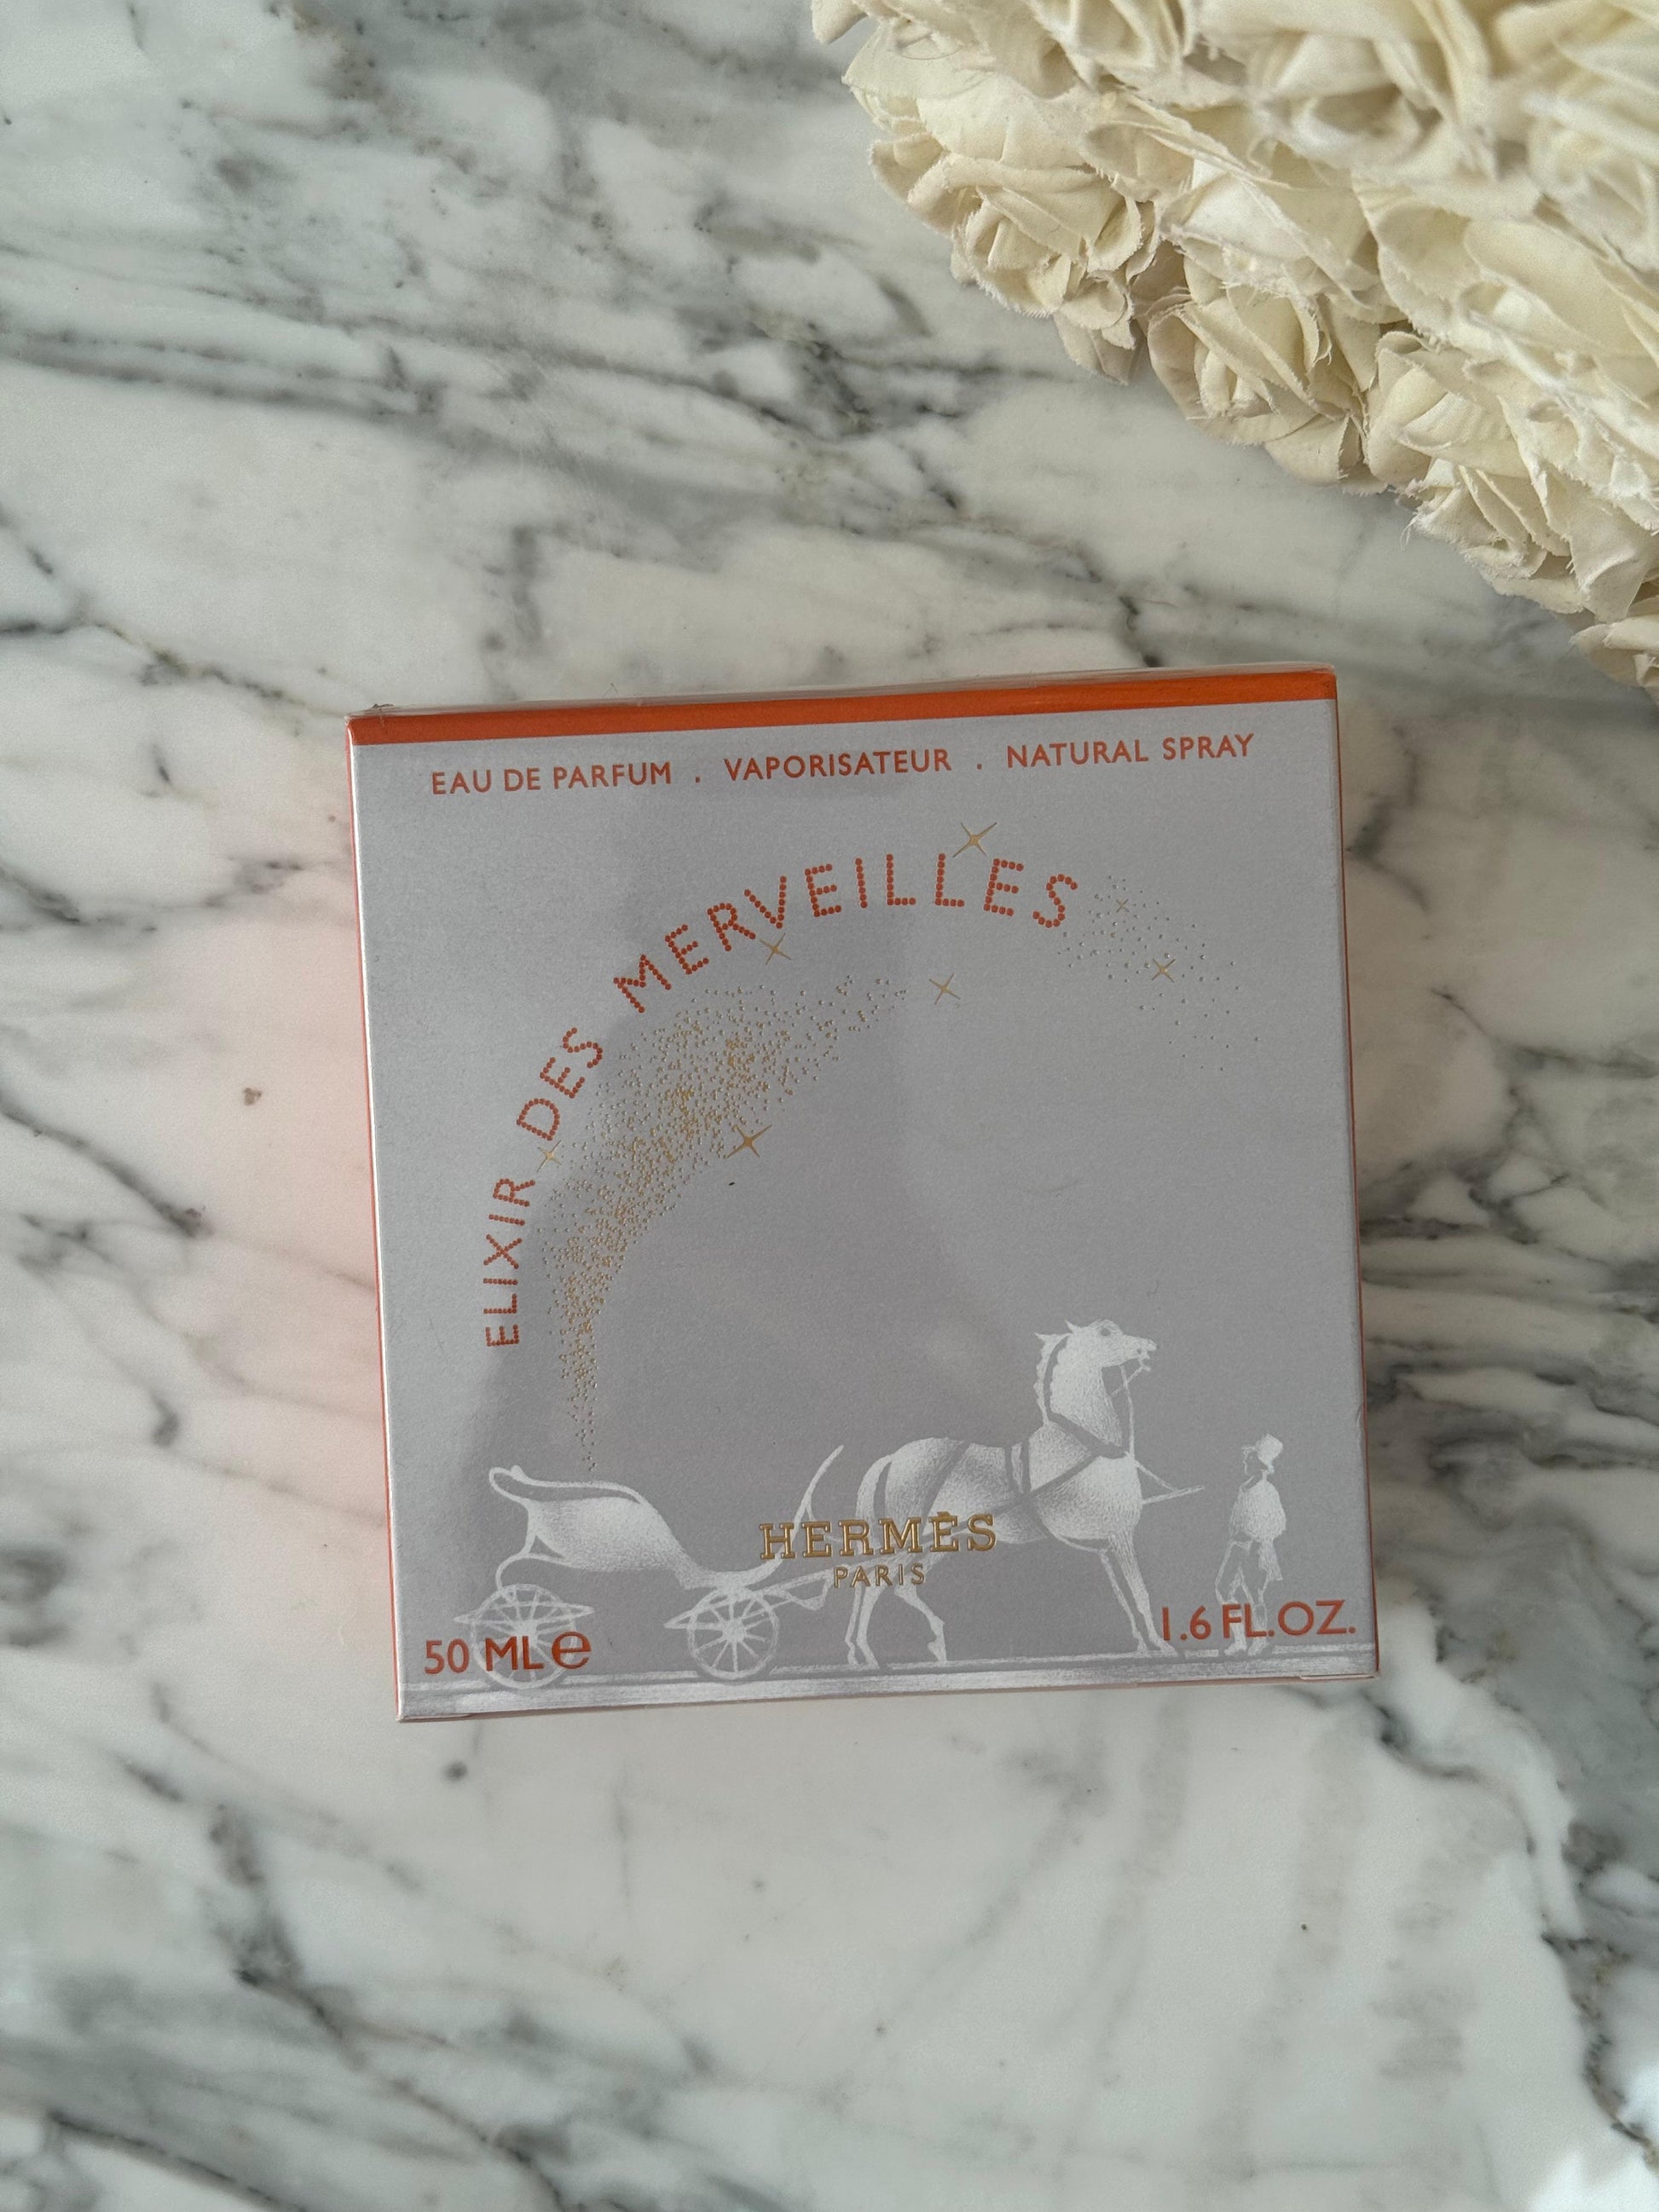 EAU DE PARFUM . VAPORISATEUR . NATURAL SPRAY
ELIXIR DES MERVEILLES
HERMÈS
PARIS
50 ML e
1.6 FL.OZ.